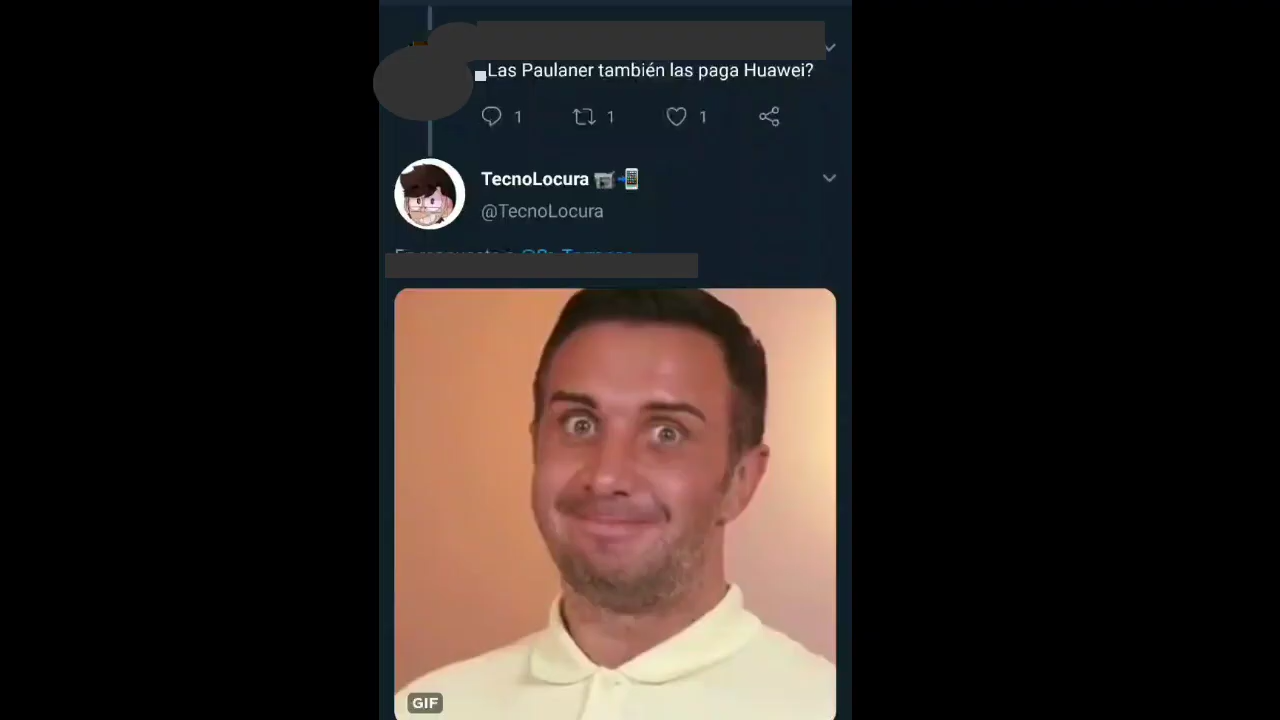 Las Paulaner también las paga Huawei?
1 1 1
TecnoLocura
@TecnoLocura
GIF